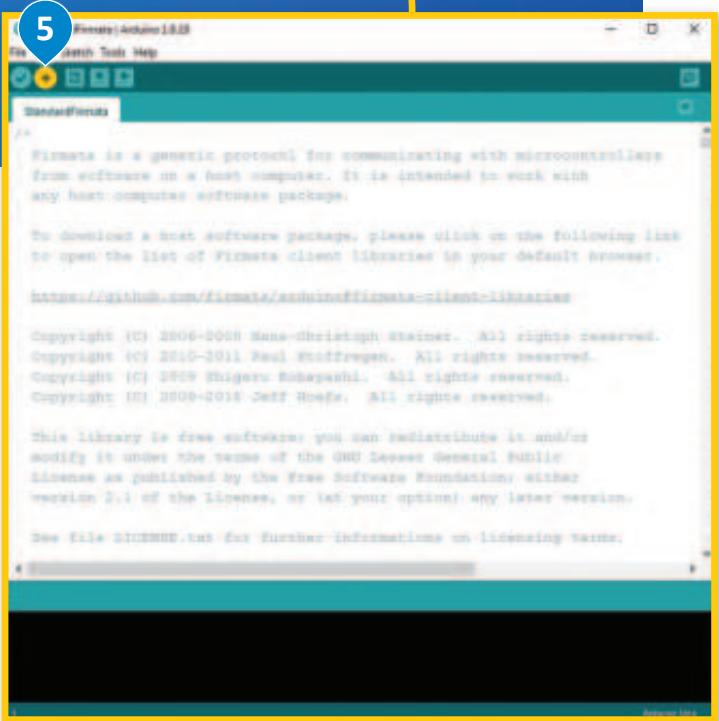 5
Firmata | Arduino 1.8.19
File Sketch Tools Help
StandardFirmata
/*
Firmata is a generic protocol for communicating with microcontrollers
from software on a host computer. It is intended to work with
any host computer software package.
To download a host software package, please click on the following link
to open the list of Firmata client libraries in your default browser.
https://github.com/firmata/arduino#firmata-client-libraries
Copyright (C) 2006-2008 Hans-Christoph Steiner. All rights reserved.
Copyright (C) 2010-2011 Paul Stoffregen. All rights reserved.
Copyright (C) 2009 Shigeru Kobayashi. All rights reserved.
Copyright (C) 2009-2016 Jeff Hoefs. All rights reserved.
This library is free software; you can redistribute it and/or
modify it under the terms of the GNU Lesser General Public
License as published by the Free Software Foundation; either
version 2.1 of the License, or (at your option) any later version.
See file LICENSE.txt for further informations on licensing terms.
1
Arduino Uno